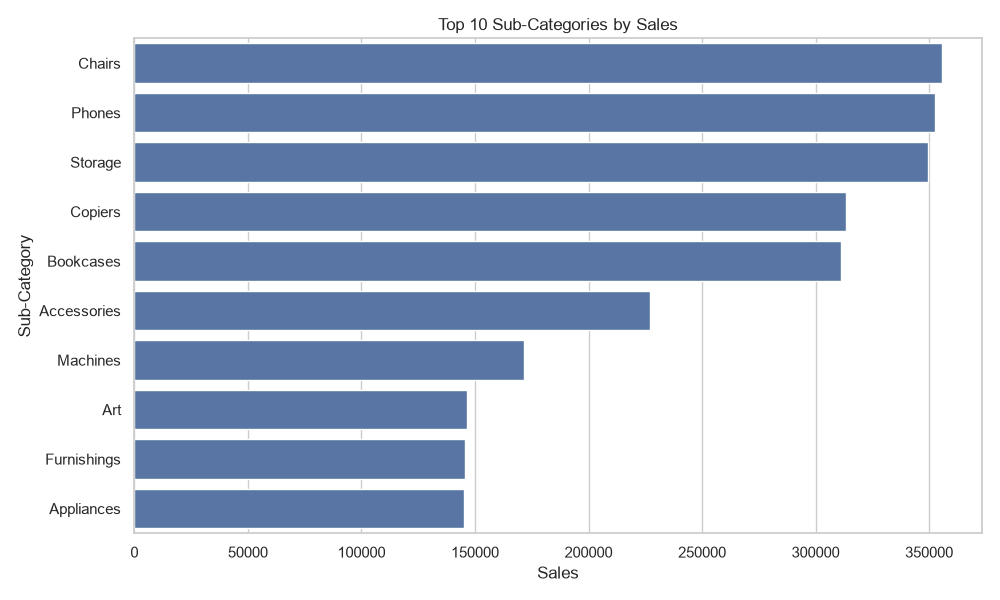 Top 10 Sub-Categories by Sales
Sub-Category
Chairs
Phones
Storage
Copiers
Bookcases
Accessories
Machines
Art
Furnishings
Appliances
0 50000 100000 150000 200000 250000 300000 350000
Sales